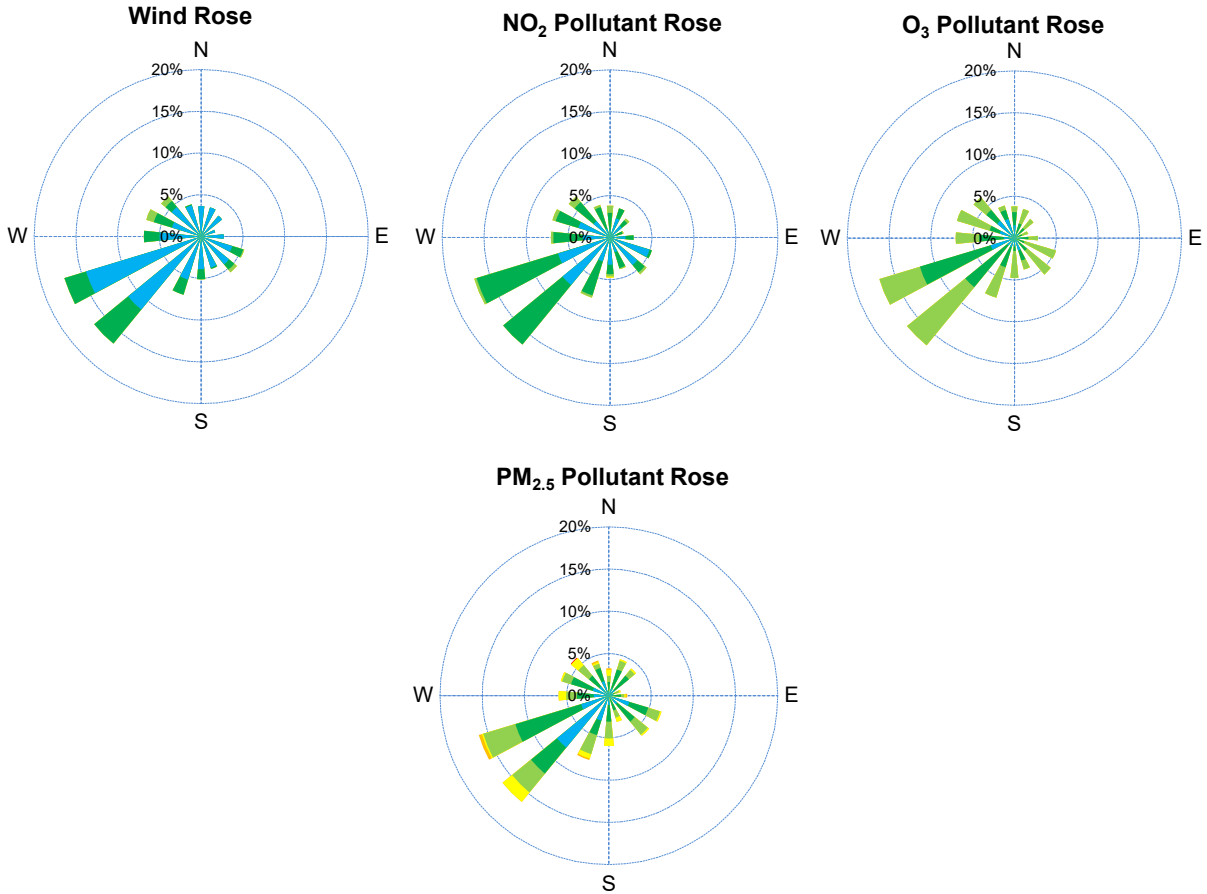 Wind Rose
N
20%
15%
10%
5%
0%
W
E
S
NO₂ Pollutant Rose
N
20%
15%
10%
5%
0%
W
E
S
O₃ Pollutant Rose
N
20%
15%
10%
5%
0%
W
E
S
PM₂.₅ Pollutant Rose
N
20%
15%
10%
5%
0%
W
E
S